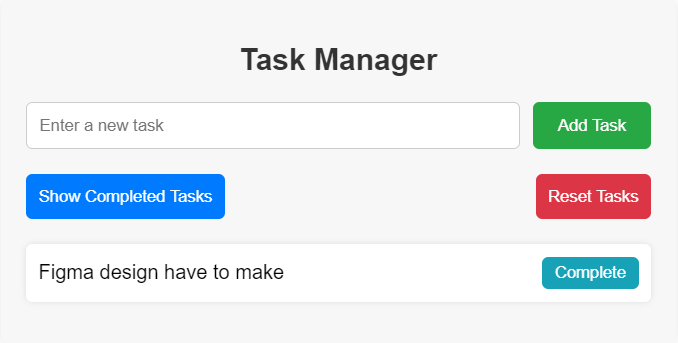 Task Manager
Enter a new task
Add Task
Show Completed Tasks
Reset Tasks
Figma design have to make
Complete